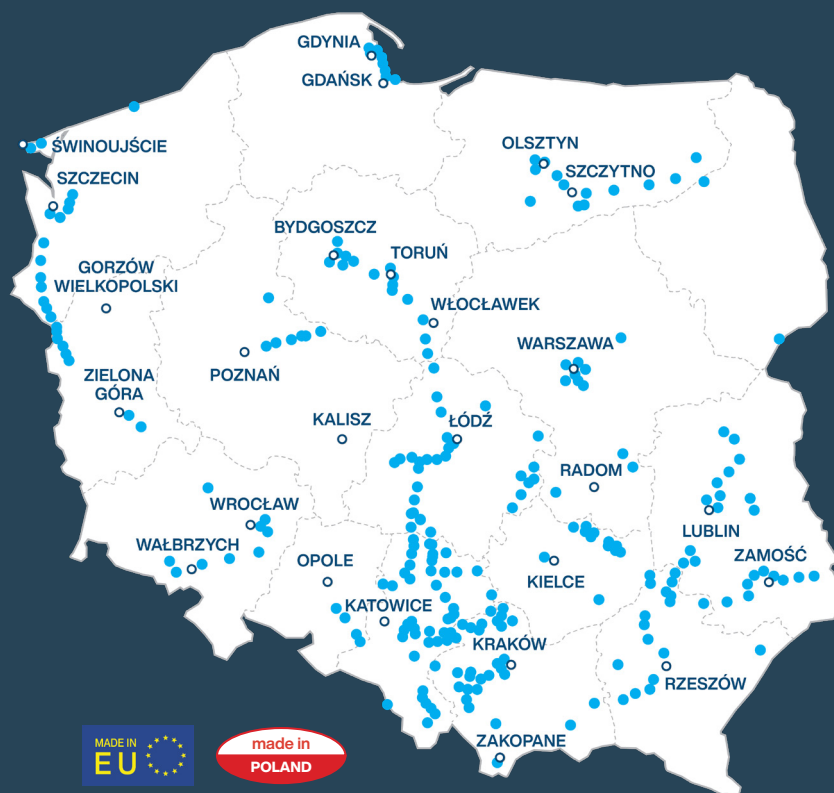 GDYNIA
GDAŃSK
ŚWINOUJŚCIE
OLSZTYN
SZCZYTNO
SZCZECIN
BYDGOSZCZ
TORUŃ
GORZÓW
WIELKOPOLSKI
WŁOCŁAWEK
WARSZAWA
POZNAŃ
ZIELONA
GÓRA
KALISZ
ŁÓDŹ
RADOM
WROCŁAW
LUBLIN
WAŁBRZYCH
OPOLE
ZAMOŚĆ
KIELCE
KATOWICE
KRAKÓW
RZESZÓW
ZAKOPANE
MADE IN
EU
made in
POLAND